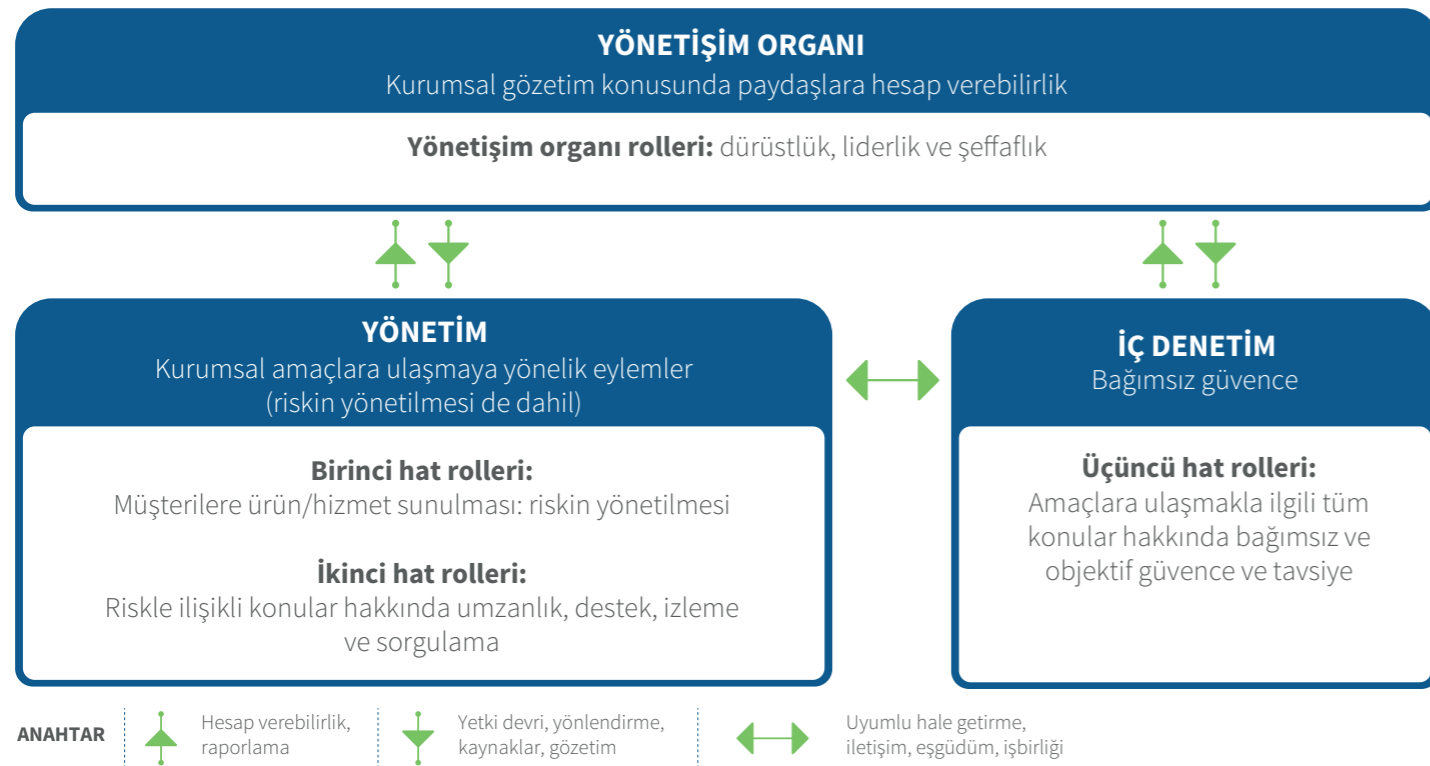 YÖNETİŞİM ORGANI
Kurumsal gözetim konusunda paydaşlara hesap verebilirlik
Yönetişim organı rolleri: dürüstlük, liderlik ve şeffaflık
YÖNETİM
Kurumsal amaçlara ulaşmaya yönelik eylemler
(riskin yönetilmesi de dahil)
Birinci hat rolleri:
Müşterilere ürün/hizmet sunulması: riskin yönetilmesi
İkinci hat rolleri:
Riskle ilişikli konular hakkında umzanlık, destek, izleme
ve sorgulama
İÇ DENETİM
Bağımsız güvence
Üçüncü hat rolleri:
Amaçlara ulaşmakla ilgili tüm
konular hakkında bağımsız ve
objektif güvence ve tavsiye
ANAHTAR
Hesap verebilirlik,
raporlama
Yetki devri, yönlendirme,
kaynaklar, gözetim
Uyumlu hale getirme,
iletişim, eşgüdüm, işbirliği